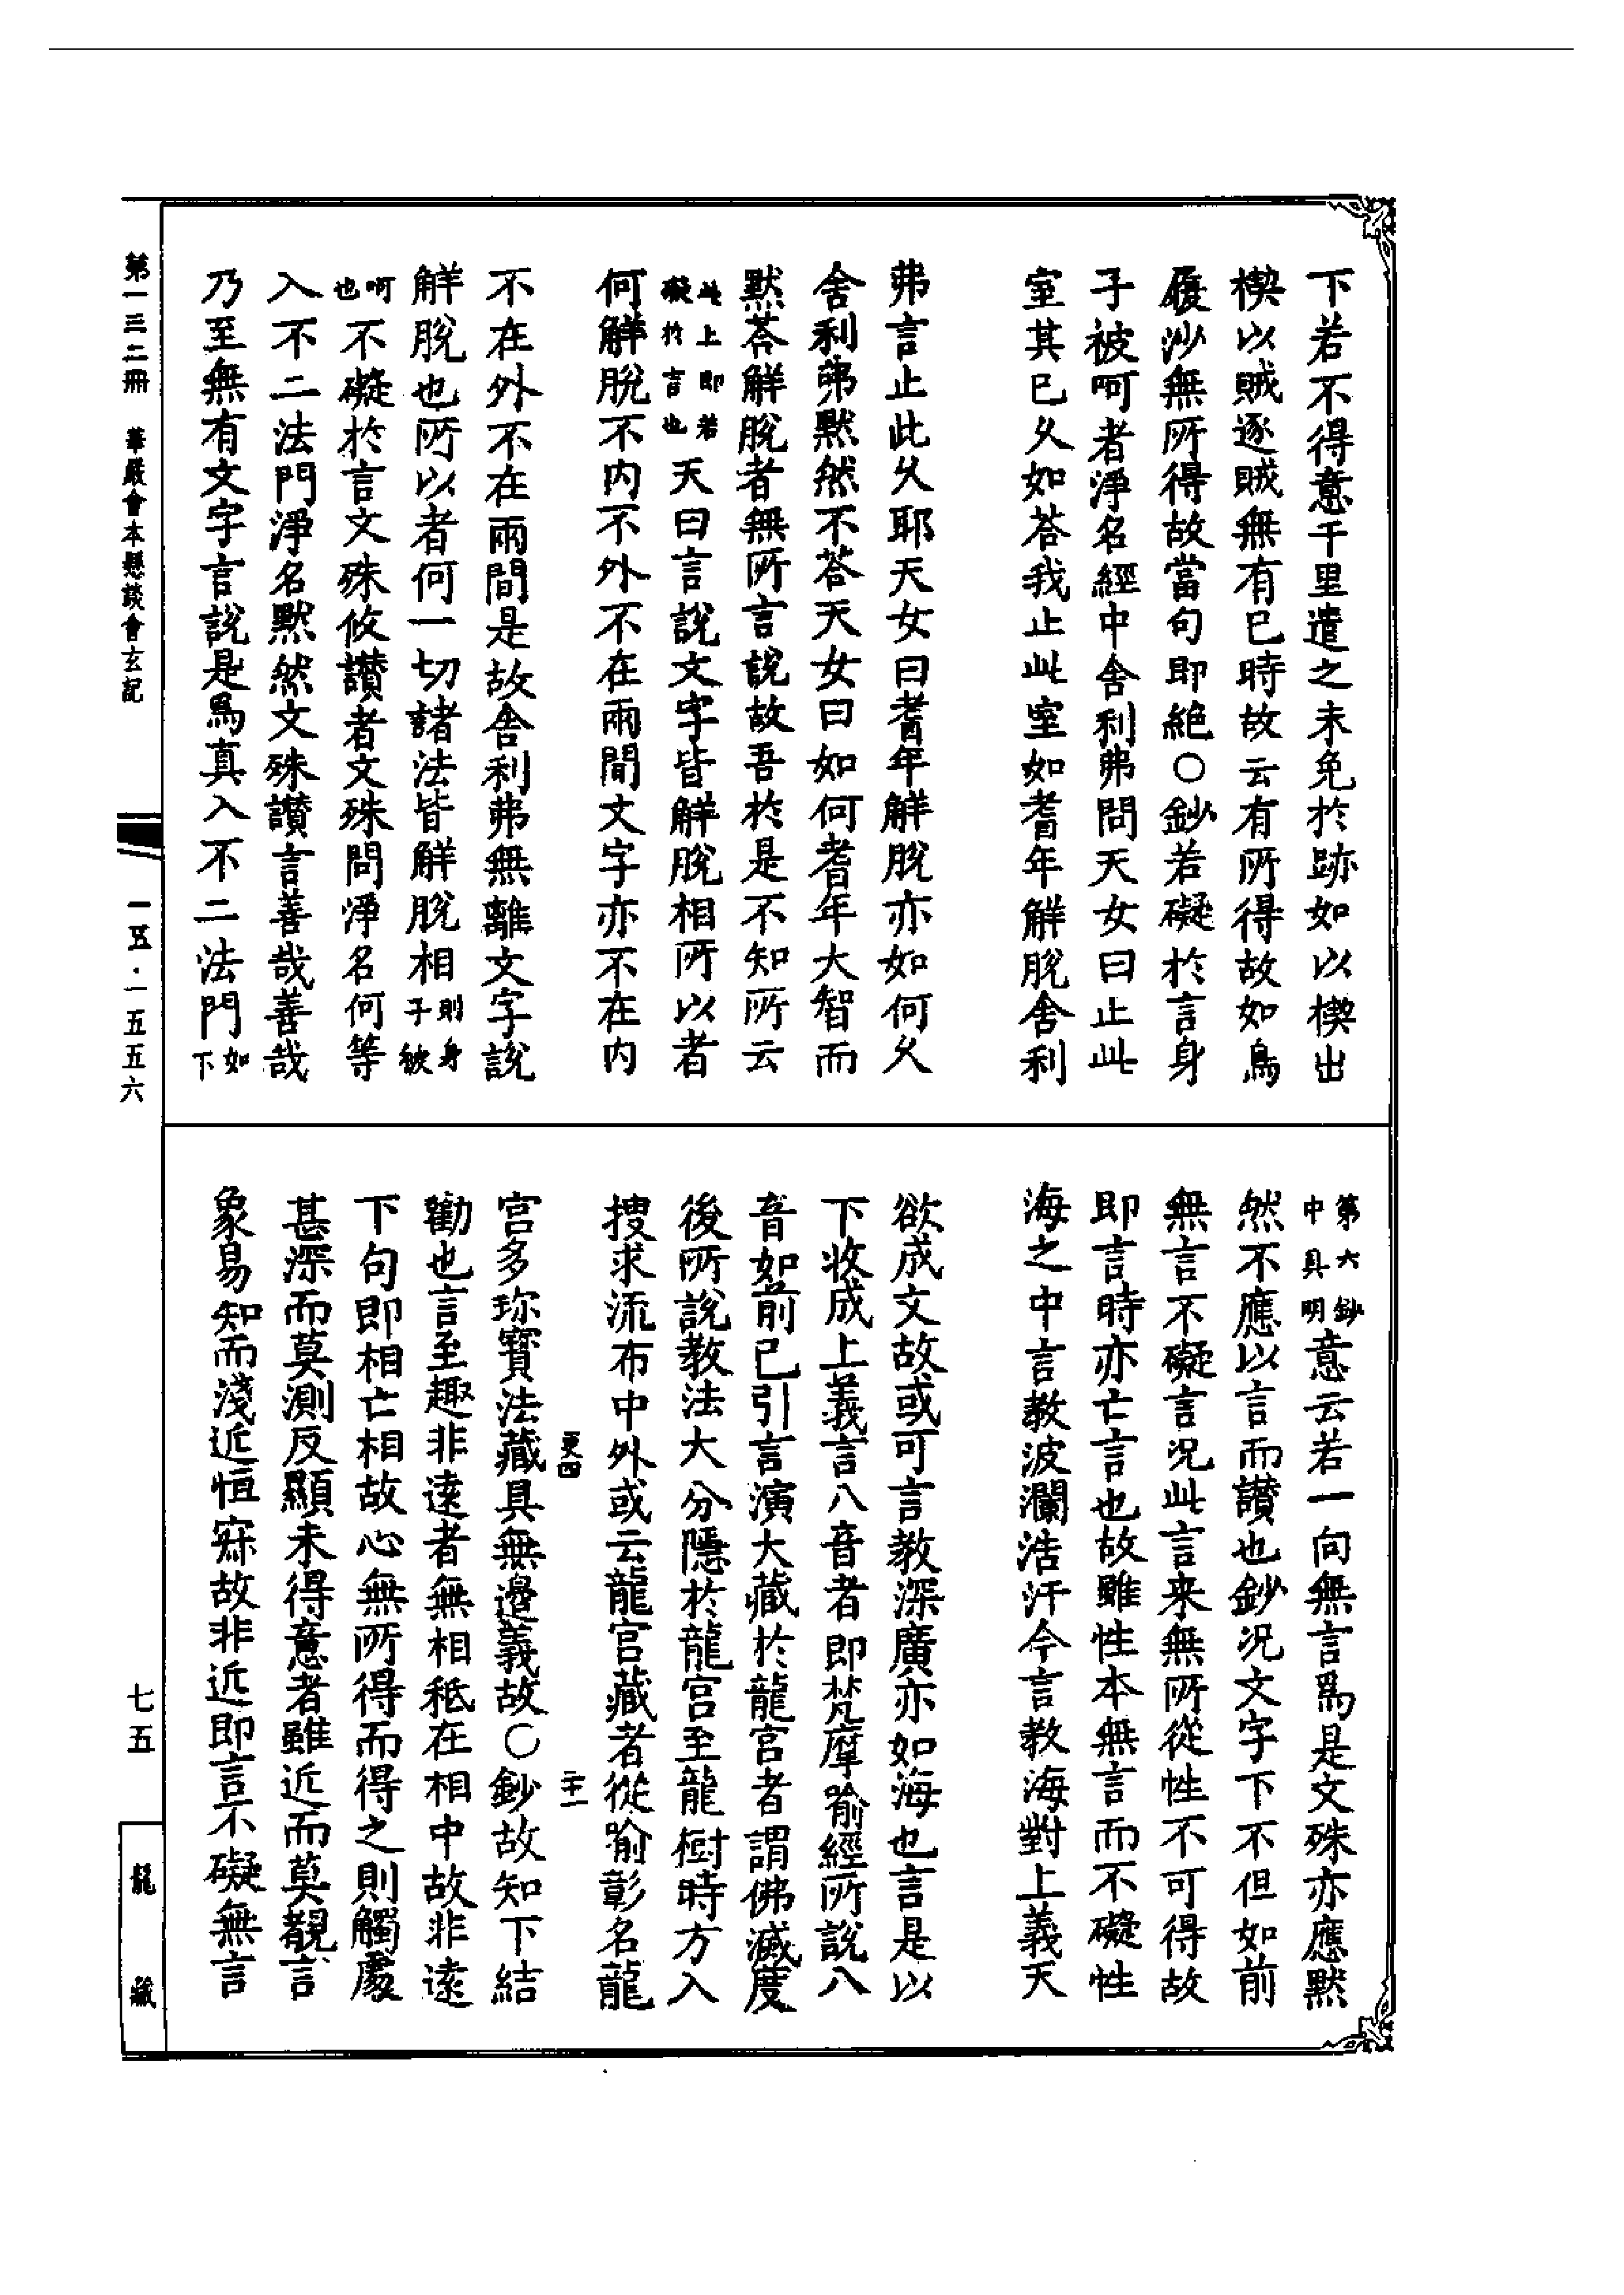 下若不得意千里遣之未免於跡如以楔出
楔以賊逐賊無有已時故云有所得故如鳥
履沙無所得故當句即絕○鈔若礙於言身
子被呵者淨名經中舍利弗問天女曰止此
室其已久如荅我止此室如耆年解脫舍利
弗言止此久耶天女曰耆年解脫亦如何久
舍利弗默然不荅天女曰如何耆年大智而
默荅解脫者無所言說故吾於是不知所云
此上即若礙於言也天曰言說文字皆解脫相所以者
何解脫不内不外不在兩間文字亦不在内
不在外不在兩間是故舍利弗無離文字說
解脫也所以者何一切諸法皆解脫相則身子被
呵也不礙於言文殊攸讚者文殊問淨名何等
入不二法門淨名默然文殊讚言善哉善哉
乃至無有文字言說是爲真入不二法門如下
第六鈔中具明意云若一向無言爲是文殊亦應默
然不應以言而讚也鈔況文字下不但如前
無言不礙言況此言来無所從性不可得故
即言時亦亡言也故雖性本無言而不礙性
海之中言教波瀾浩汗今言教海對上義天
欲成文故或可言教深廣亦如海也言是以
下收成上義言八音者即梵摩喻經所說八
音如前已引言演大藏於龍宮者謂佛滅度
後所說教法大分隱於龍宮至龍樹時方入
搜求流布中外或云龍宮藏者從喻彰名龍
更四 二十一
宮多珎寶法藏具無邊義故○鈔故知下結
勸也言至趣非遠者無相秖在相中故非遠
下句即相亡相故心無所得而得之則觸處
甚深而莫測反顯未得意者雖近而莫覩言
象易知而淺近恒寐故非近即言不礙無言
第一三二冊 華嚴會本懸談會玄記
一五五·一五五六
七五
龍藏